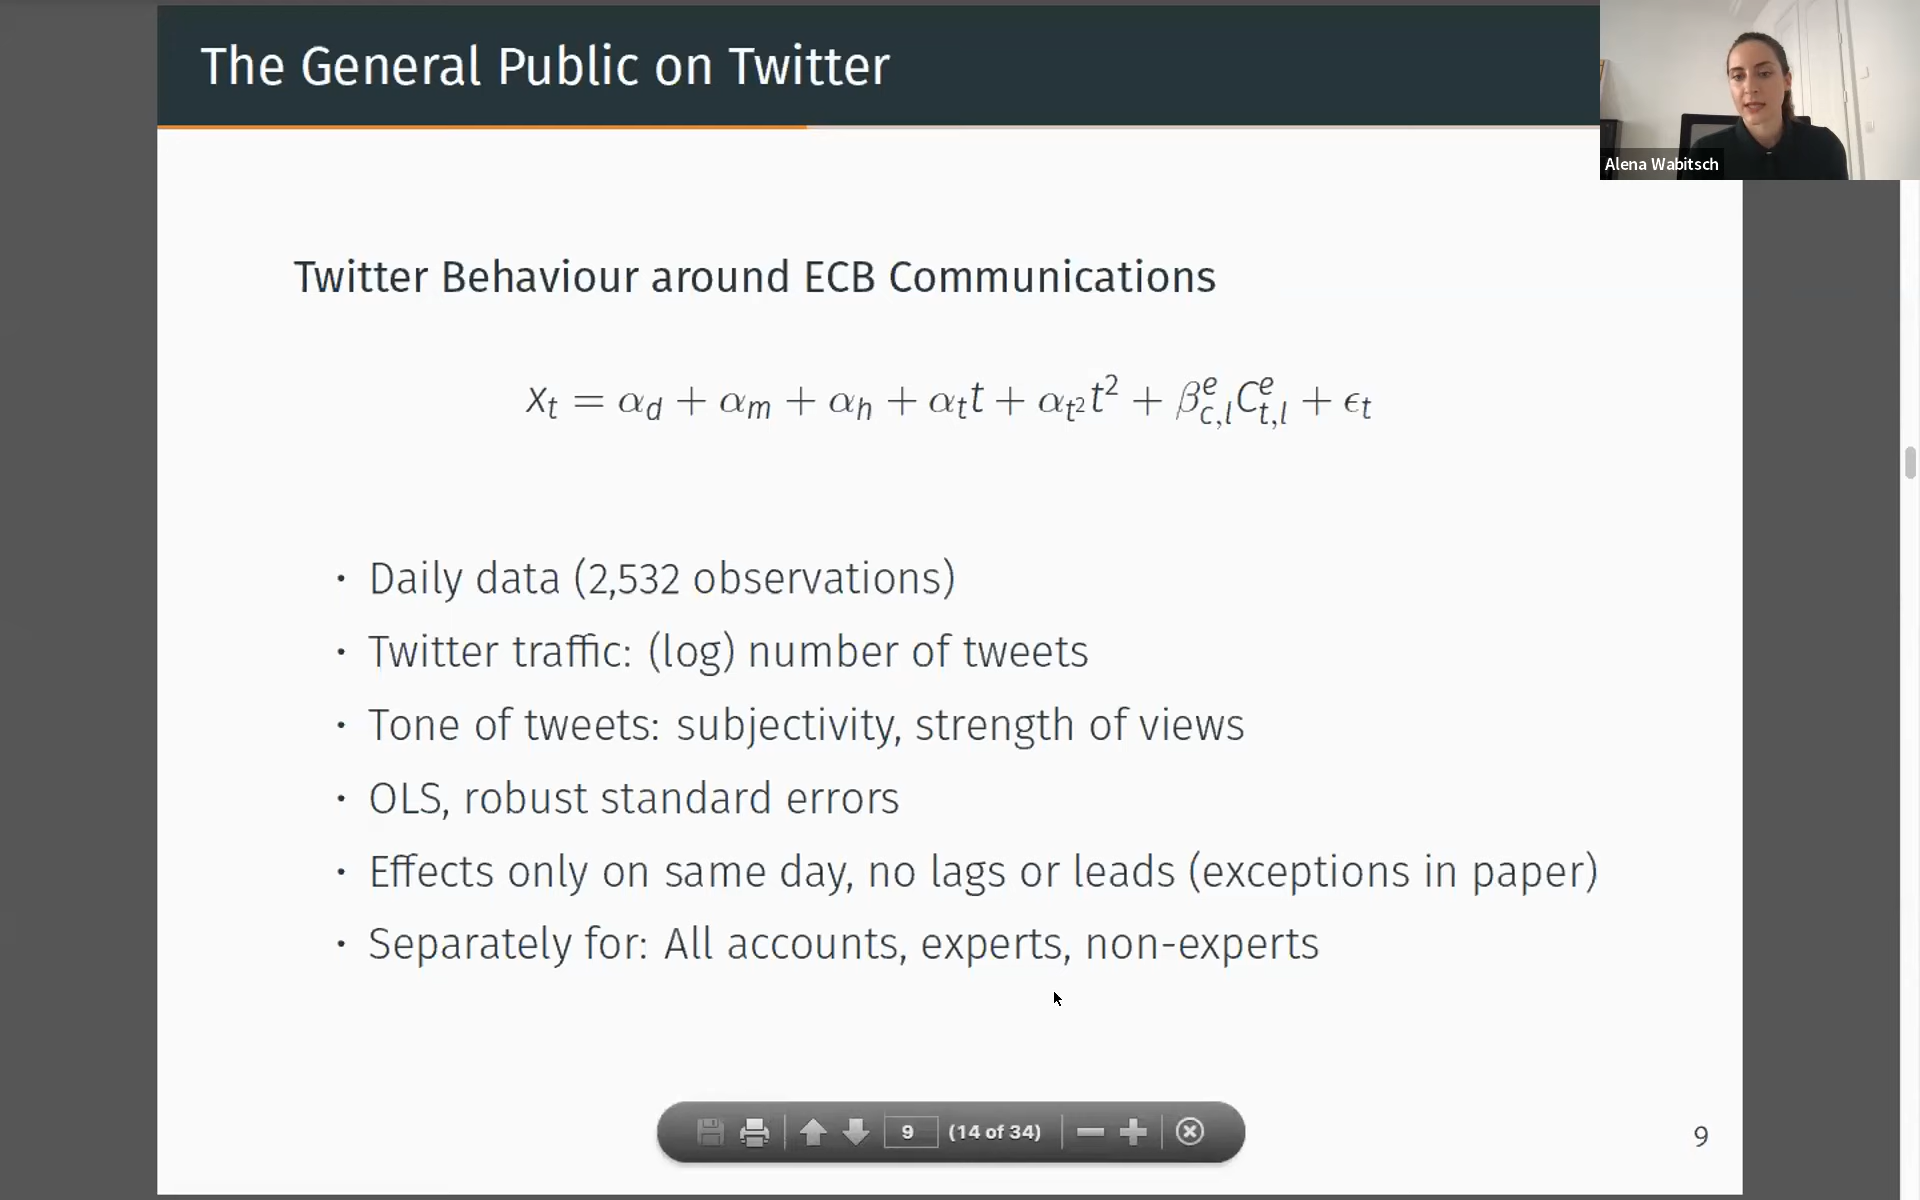 The General Public on Twitter
Alena Wabitsch
Twitter Behaviour around ECB Communications
x_t = α_d + α_m + α_h + α_t t + α_{t^2} t^2 + β^e_{c,l} C^e_{t,l} + ϵ_t
· Daily data (2,532 observations)
· Twitter traffic: (log) number of tweets
· Tone of tweets: subjectivity, strength of views
· OLS, robust standard errors
· Effects only on same day, no lags or leads (exceptions in paper)
· Separately for: All accounts, experts, non-experts
9 (14 of 34)
9